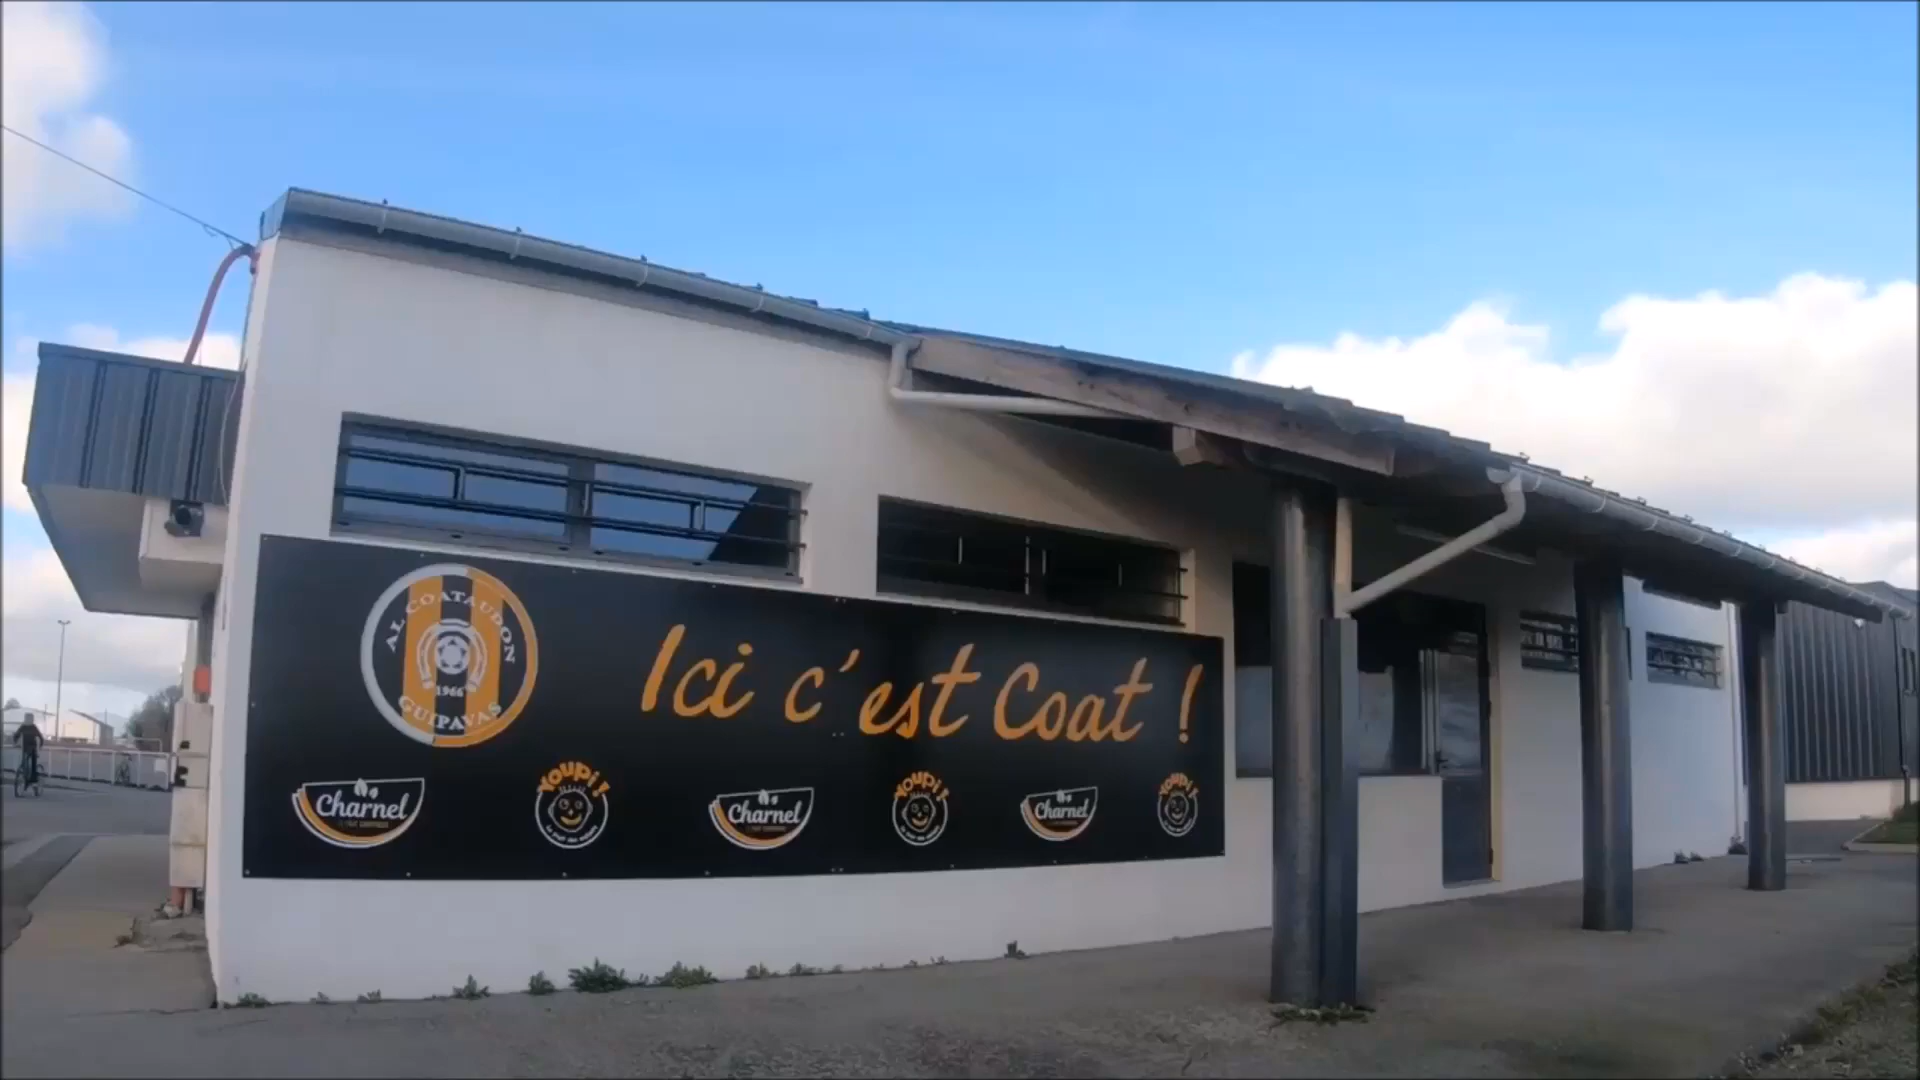 AL COATAUDON
1966
GUIPAVAS
Ici c'est Coat !
Charnel
Youpi !
Charnel
Youpi !
Charnel
Youpi !